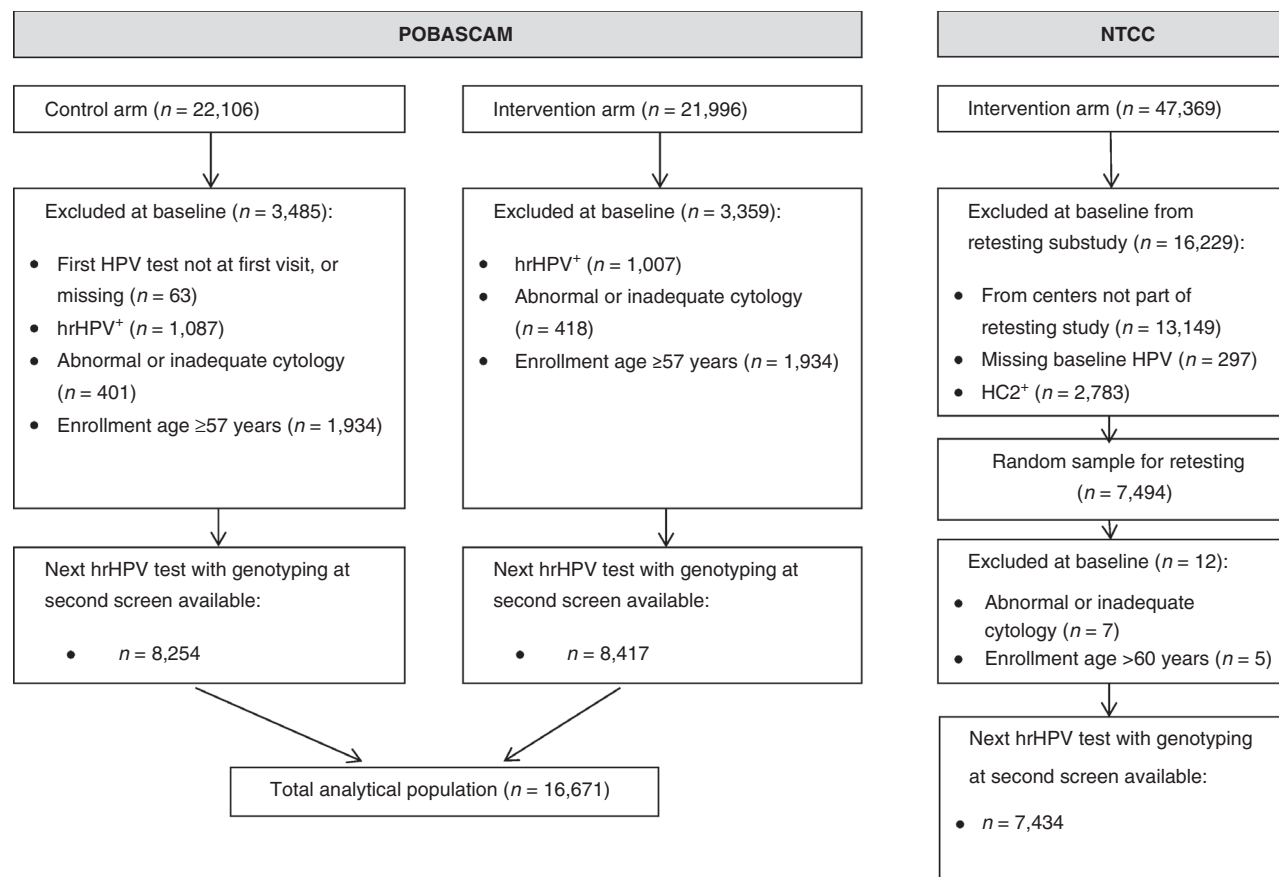 POBASCAM
Control arm (n = 22,106)
Excluded at baseline (n = 3,485):
• First HPV test not at first visit, or
missing (n = 63)
• hrHPV+ (n = 1,087)
• Abnormal or inadequate cytology
(n = 401)
• Enrollment age ≥57 years (n = 1,934)
Next hrHPV test with genotyping at
second screen available:
• n = 8,254
Intervention arm (n = 21,996)
Excluded at baseline (n = 3,359):
• hrHPV+ (n = 1,007)
• Abnormal or inadequate cytology
(n = 418)
• Enrollment age ≥57 years (n = 1,934)
Next hrHPV test with genotyping at
second screen available:
• n = 8,417
Total analytical population (n = 16,671)
NTCC
Intervention arm (n = 47,369)
Excluded at baseline from
retesting substudy (n = 16,229):
• From centers not part of
retesting study (n = 13,149)
• Missing baseline HPV (n = 297)
• HC2+ (n = 2,783)
Random sample for retesting
(n = 7,494)
Excluded at baseline (n = 12):
• Abnormal or inadequate
cytology (n = 7)
• Enrollment age >60 years (n = 5)
Next hrHPV test with genotyping
at second screen available:
• n = 7,434